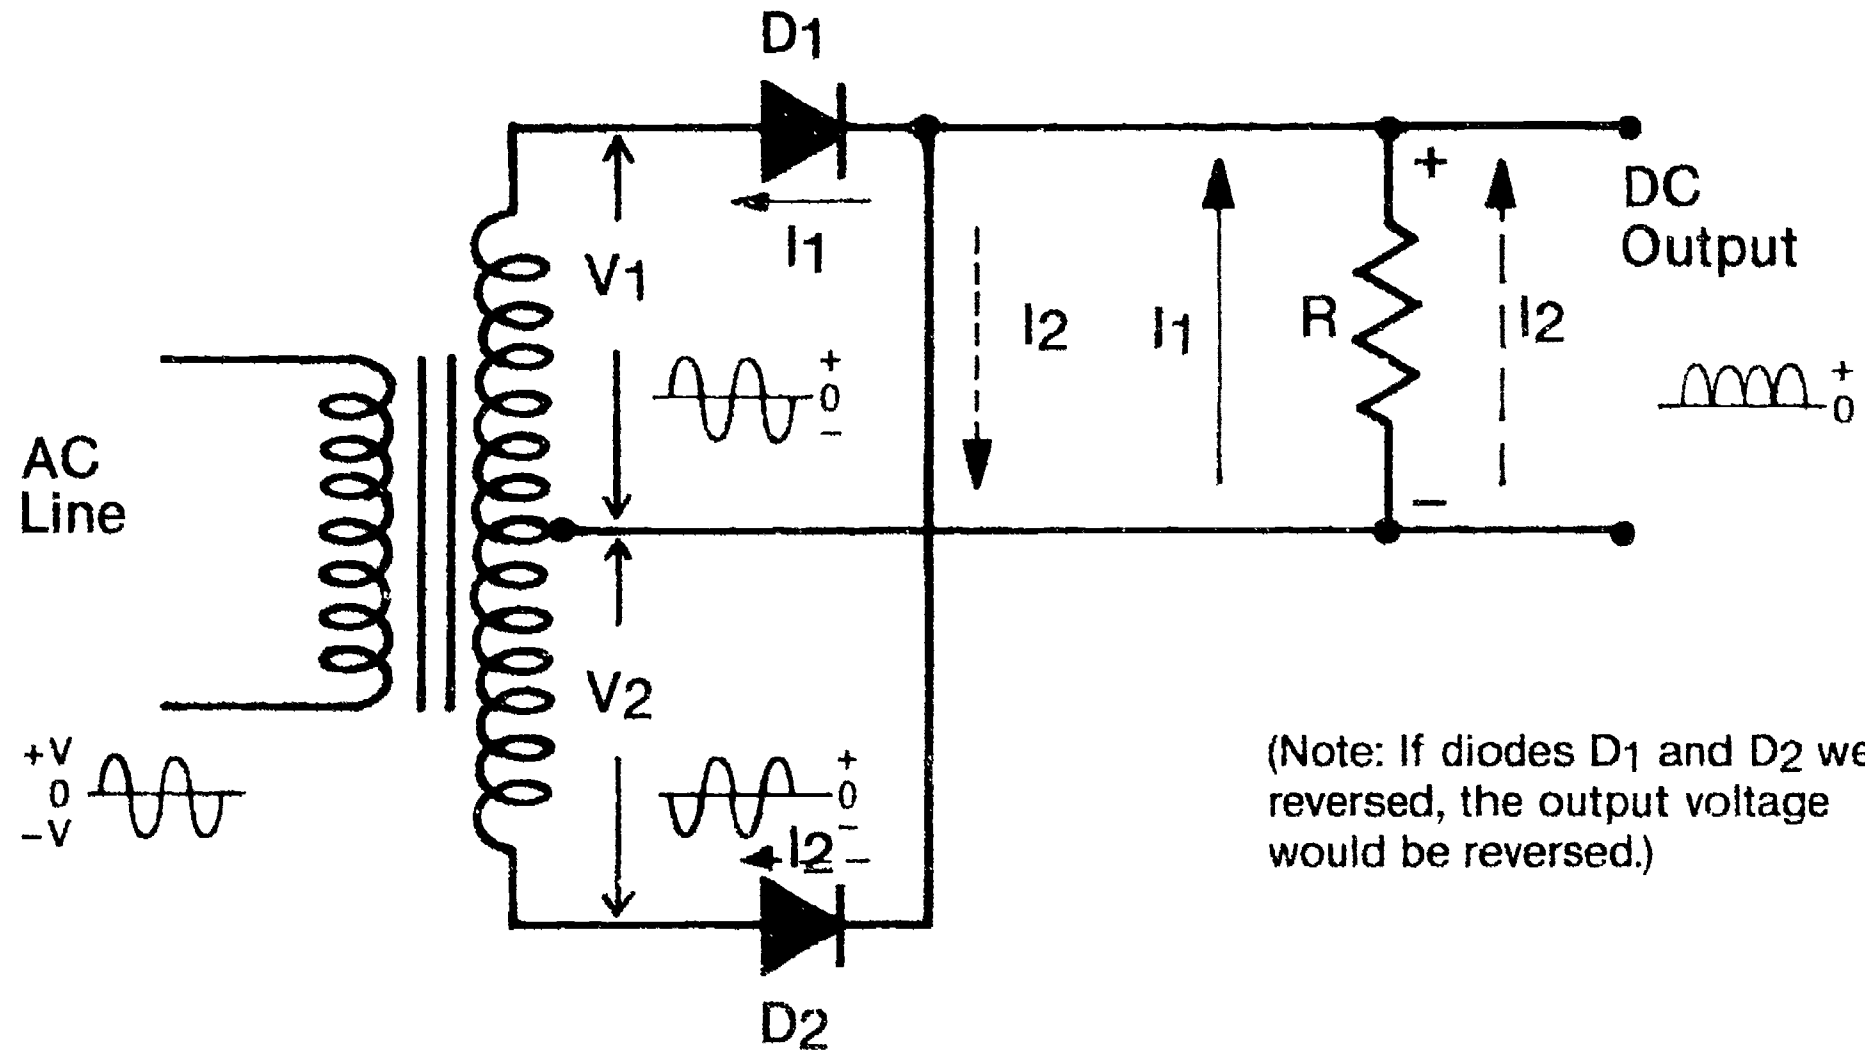 D1
I1
V1
+
0
−
I2
I1
R
+
−
I2
DC
Output
+
0
AC
Line
+V
0
−V
V2
+
0
−
I2
D2
(Note: If diodes D1 and D2 we
reversed, the output voltage
would be reversed.)